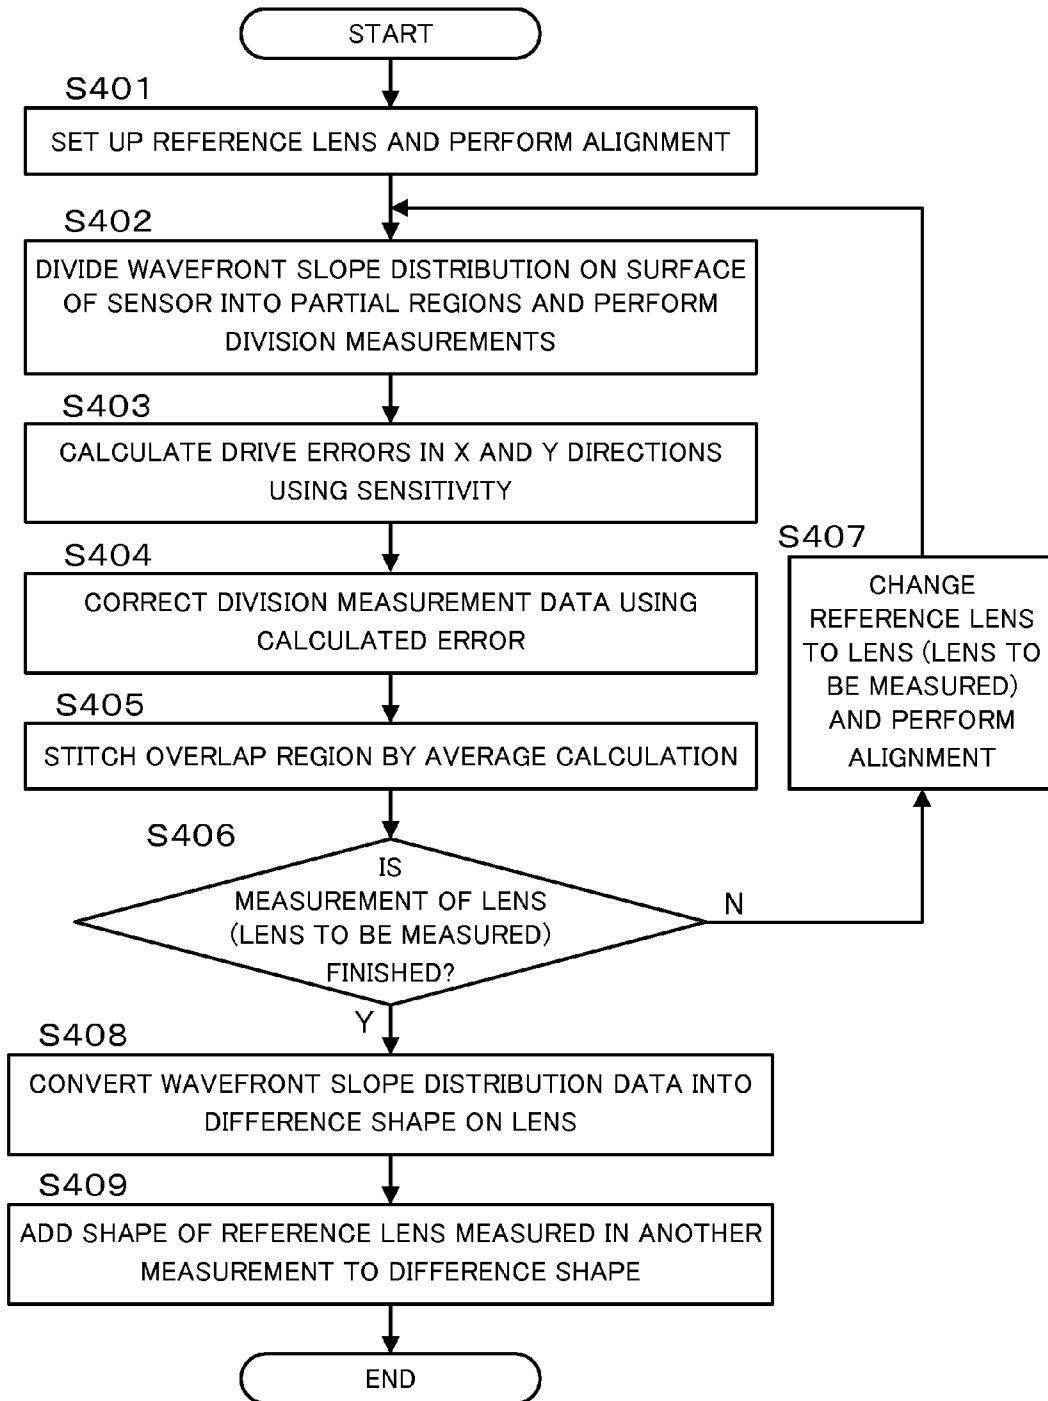 START
S401
SET UP REFERENCE LENS AND PERFORM ALIGNMENT
S402
DIVIDE WAVEFRONT SLOPE DISTRIBUTION ON SURFACE
OF SENSOR INTO PARTIAL REGIONS AND PERFORM
DIVISION MEASUREMENTS
S403
CALCULATE DRIVE ERRORS IN X AND Y DIRECTIONS
USING SENSITIVITY
S404
CORRECT DIVISION MEASUREMENT DATA USING
CALCULATED ERROR
S405
STITCH OVERLAP REGION BY AVERAGE CALCULATION
S406
IS
MEASUREMENT OF LENS
(LENS TO BE MEASURED)
FINISHED?
N
S407
CHANGE
REFERENCE LENS
TO LENS (LENS TO
BE MEASURED)
AND PERFORM
ALIGNMENT
Y
S408
CONVERT WAVEFRONT SLOPE DISTRIBUTION DATA INTO
DIFFERENCE SHAPE ON LENS
S409
ADD SHAPE OF REFERENCE LENS MEASURED IN ANOTHER
MEASUREMENT TO DIFFERENCE SHAPE
END